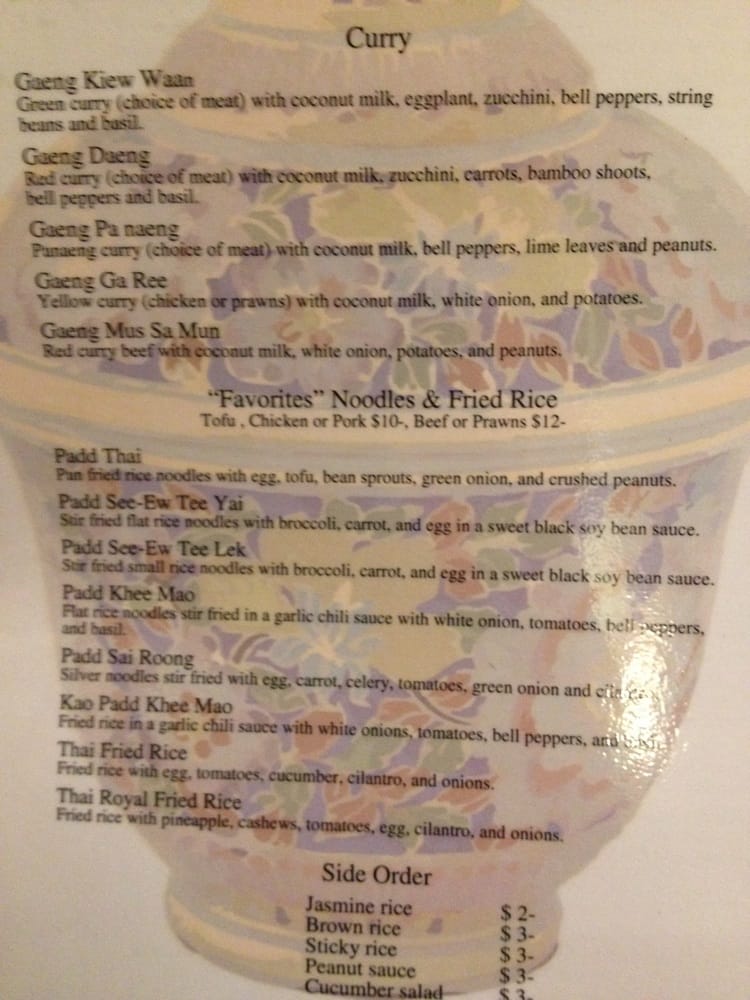 Curry
Gaeng Kiew Waan
Green curry (choice of meat) with coconut milk, eggplant, zucchini, bell peppers, string
beans and basil.
Gaeng Daeng
Red curry (choice of meat) with coconut milk, zucchini, carrots, bamboo shoots,
bell peppers and basil.
Gaeng Pa naeng
Panaeng curry (choice of meat) with coconut milk, bell peppers, lime leaves and peanuts.
Gaeng Ga Ree
Yellow curry (chicken or prawns) with coconut milk, white onion, and potatoes.
Gaeng Mus Sa Mun
Red curry beef with coconut milk, white onion, potatoes, and peanuts.
"Favorites" Noodles & Fried Rice
Tofu , Chicken or Pork $10-, Beef or Prawns $12-
Padd Thai
Pan fried rice noodles with egg, tofu, bean sprouts, green onion, and crushed peanuts.
Padd See-Ew Tee Yai
Stir fried flat rice noodles with broccoli, carrot, and egg in a sweet black soy bean sauce.
Padd See-Ew Tee Lek
Stir fried small rice noodles with broccoli, carrot, and egg in a sweet black soy bean sauce.
Padd Khee Mao
Flat rice noodles stir fried in a garlic chili sauce with white onion, tomatoes, bell peppers,
and basil.
Padd Sai Roong
Silver noodles stir fried with egg, carrot, celery, tomatoes, green onion and
Kao Padd Khee Mao
Fried rice in a garlic chili sauce with white onions, tomatoes, bell peppers, and
Thai Fried Rice
Fried rice with egg, tomatoes, cucumber, cilantro, and onions.
Thai Royal Fried Rice
Fried rice with pineapple, cashews, tomatoes, egg, cilantro, and onions.
Side Order
Jasmine rice $ 2-
Brown rice $ 3-
Sticky rice $ 3-
Peanut sauce $ 3-
Cucumber salad $ 3-